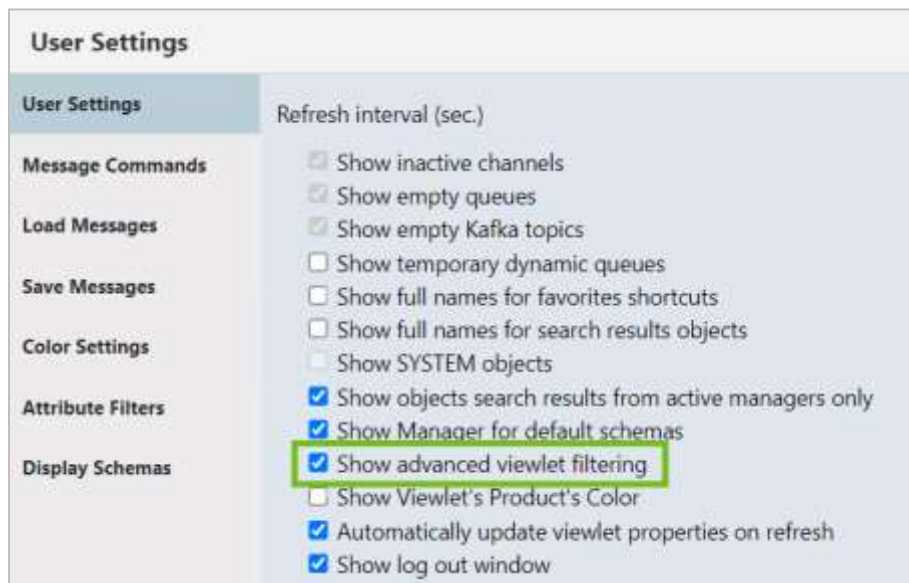 User Settings
User Settings
Message Commands
Load Messages
Save Messages
Color Settings
Attribute Filters
Display Schemas
Refresh interval (sec.)
Show inactive channels
Show empty queues
Show empty Kafka topics
Show temporary dynamic queues
Show full names for favorites shortcuts
Show full names for search results objects
Show SYSTEM objects
Show objects search results from active managers only
Show Manager for default schemas
Show advanced viewlet filtering
Show Viewlet's Product's Color
Automatically update viewlet properties on refresh
Show log out window